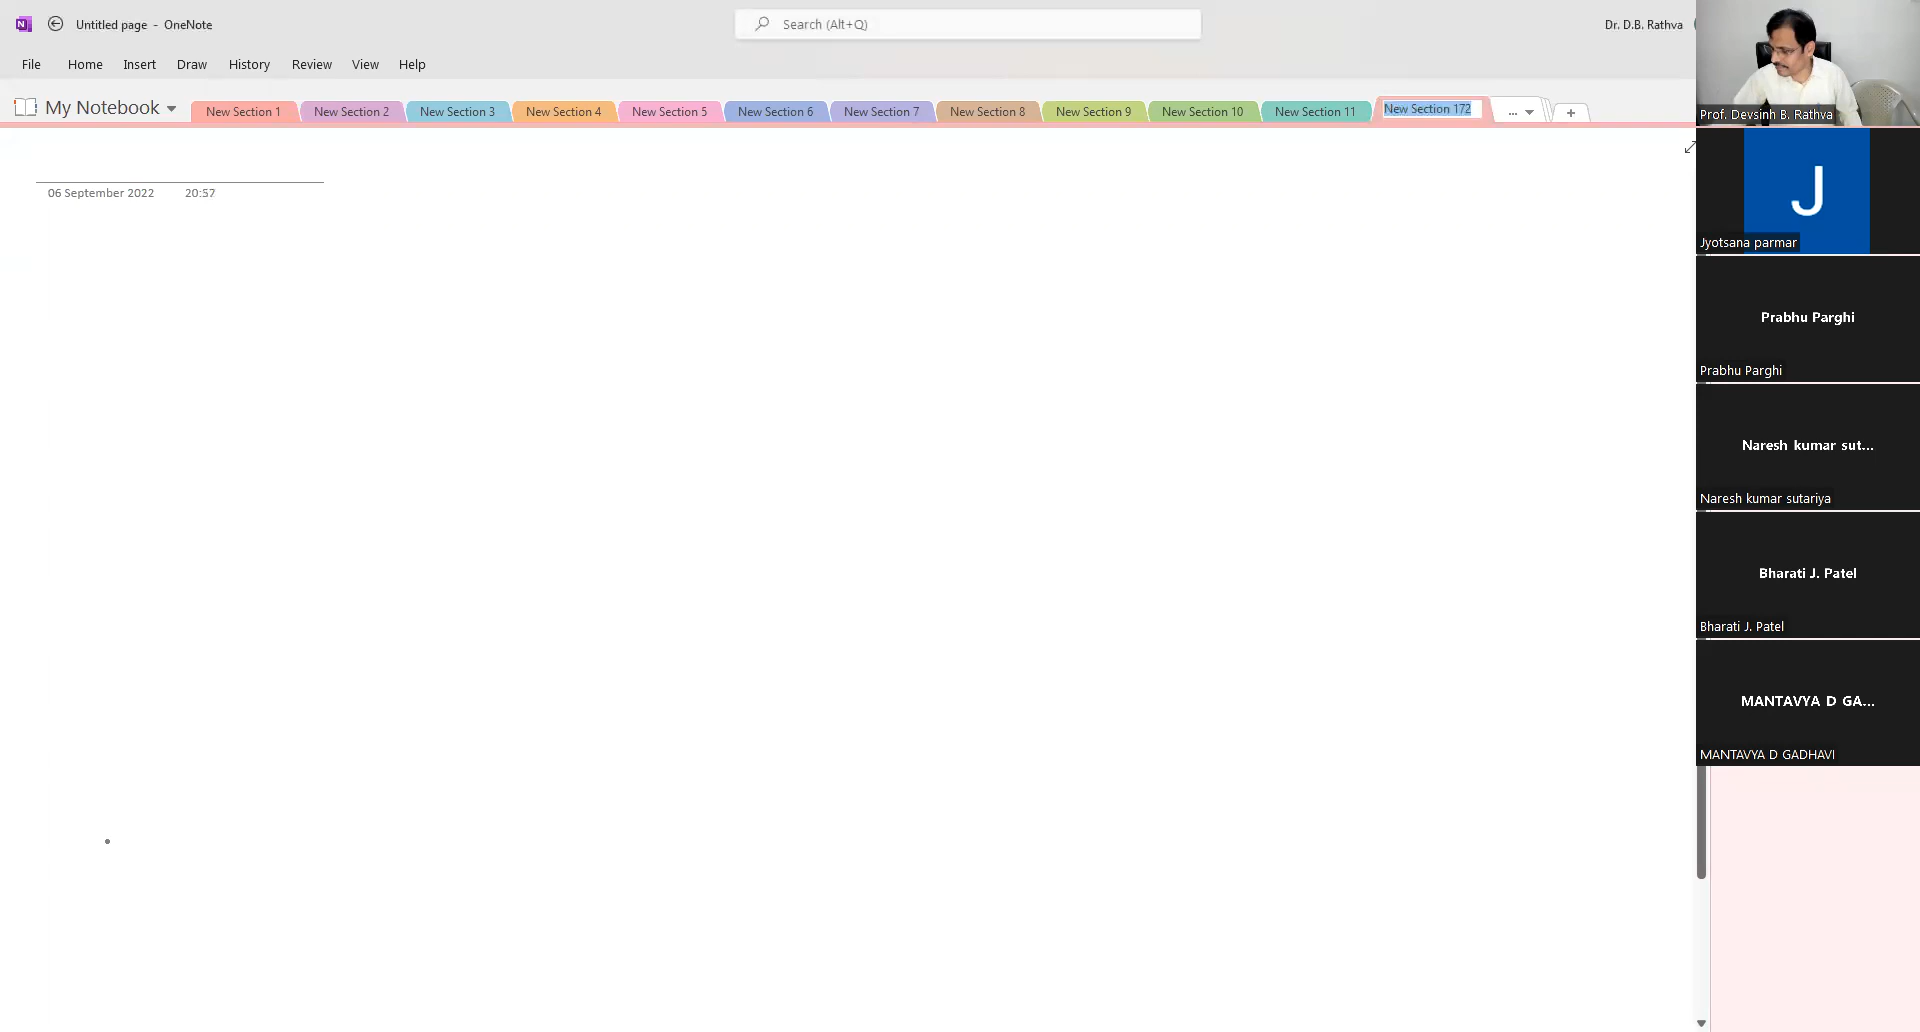 Untitled page - OneNote
Search (Alt+Q)
Dr. D.B. Rathva
File Home Insert Draw History Review View Help
My Notebook
New Section 1 New Section 2 New Section 3 New Section 4 New Section 5 New Section 6 New Section 7 New Section 8 New Section 9 New Section 10 New Section 11 New Section 172 ...
06 September 2022 20:57
Prof. Devsinh B. Rathva
J
Jyotsana parmar
Prabhu Parghi
Prabhu Parghi
Naresh kumar sut...
Naresh kumar sutariya
Bharati J. Patel
Bharati J. Patel
MANTAVYA D GA...
MANTAVYA D GADHAVI